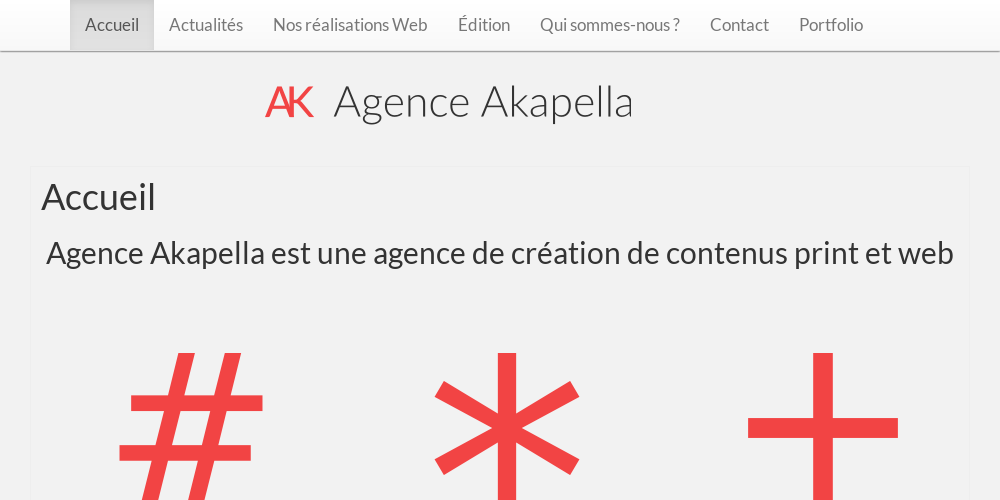 Accueil Actualités Nos réalisations Web Édition Qui sommes-nous ? Contact Portfolio
AK Agence Akapella
Accueil
Agence Akapella est une agence de création de contenus print et web
# * +